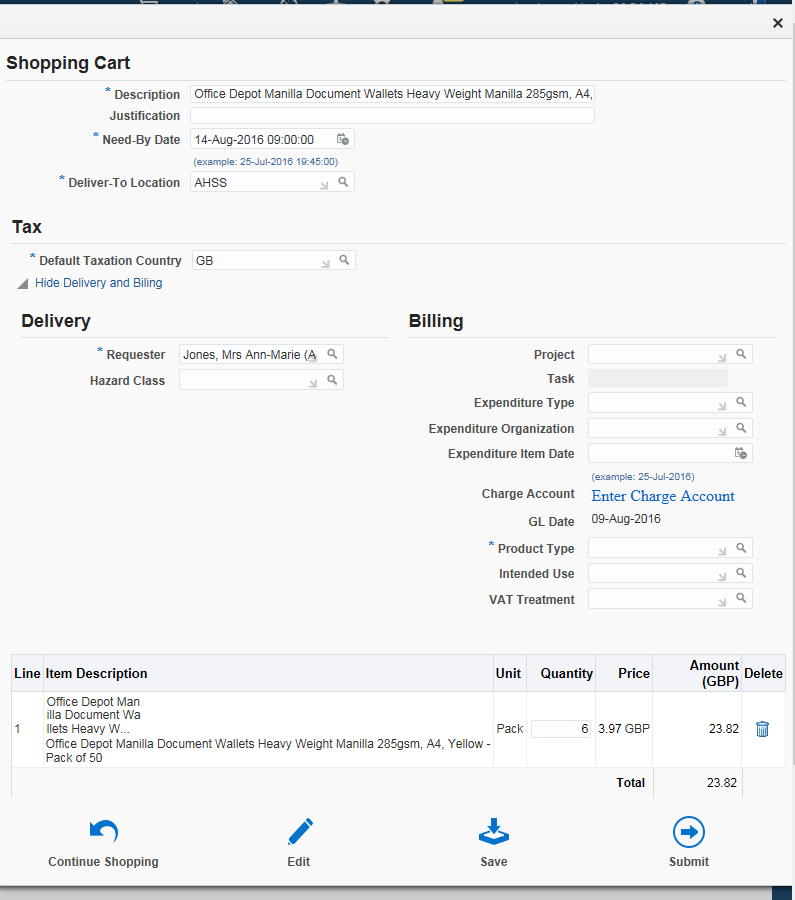 Shopping Cart
* Description Office Depot Manilla Document Wallets Heavy Weight Manilla 285gsm, A4,
Justification
* Need-By Date 14-Aug-2016 09:00:00
(example: 25-Jul-2016 19:45:00)
* Deliver-To Location AHSS
Tax
* Default Taxation Country GB
Hide Delivery and Biling
Delivery
* Requester Jones, Mrs Ann-Marie (A
Hazard Class
Billing
Project
Task
Expenditure Type
Expenditure Organization
Expenditure Item Date
(example: 25-Jul-2016)
Charge Account Enter Charge Account
GL Date 09-Aug-2016
* Product Type
Intended Use
VAT Treatment
Line Item Description Unit Quantity Price Amount (GBP) Delete
Office Depot Man
illa Document Wa
llets Heavy W...
1 Pack 6 3.97 GBP 23.82
Office Depot Manilla Document Wallets Heavy Weight Manilla 285gsm, A4, Yellow -
Pack of 50
Total 23.82
Continue Shopping Edit Save Submit